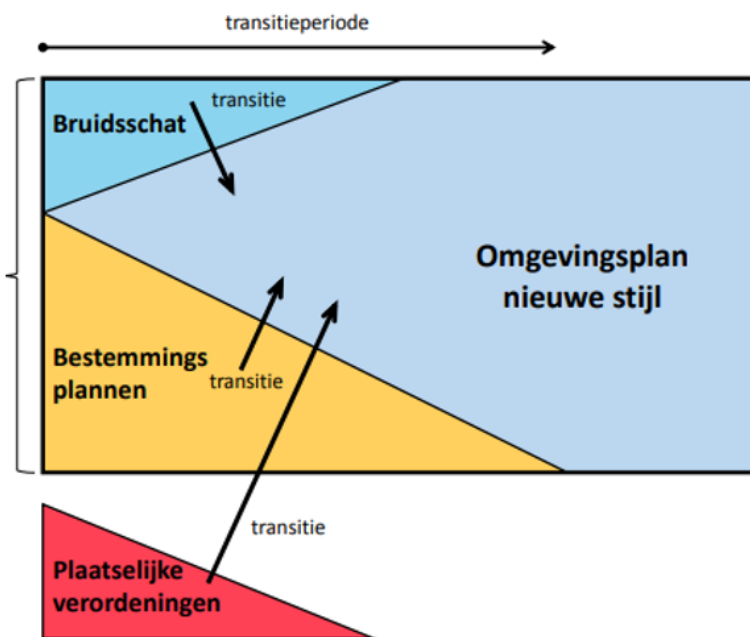 transitieperiode
transitie
Bruidsschat
Omgevingsplan
nieuwe stijl
Bestemmings
plannen
transitie
transitie
Plaatselijke
verordeningen